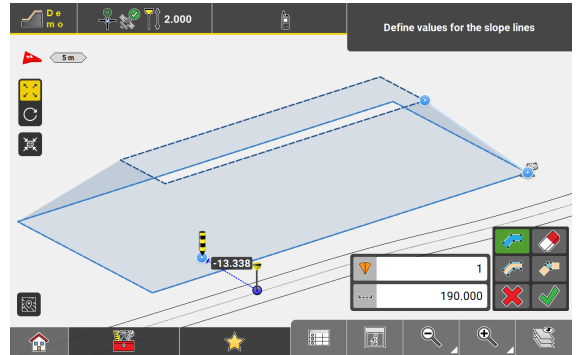 De
mo
2.000
Define values for the slope lines
5 m
-13.338
1
190.000